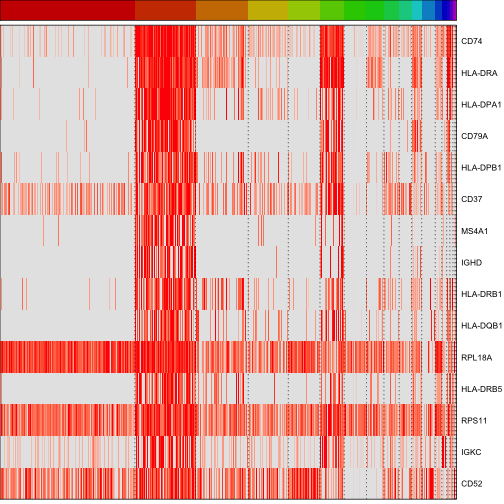 CD74
HLA-DRA
HLA-DPA1
CD79A
HLA-DPB1
CD37
MS4A1
IGHD
HLA-DRB1
HLA-DQB1
RPL18A
HLA-DRB5
RPS11
IGKC
CD52